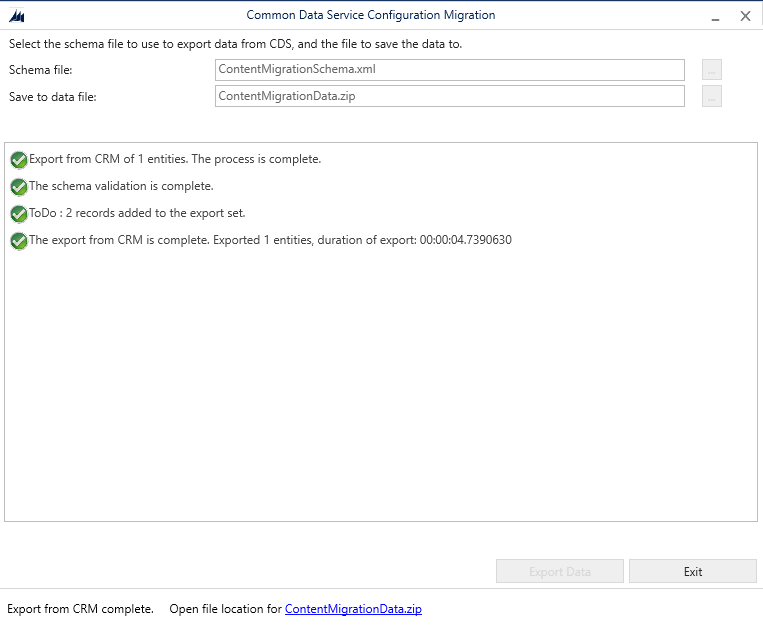 Common Data Service Configuration Migration
Select the schema file to use to export data from CDS, and the file to save the data to.
Schema file: ContentMigrationSchema.xml ...
Save to data file: ContentMigrationData.zip ...
Export from CRM of 1 entities. The process is complete.
The schema validation is complete.
ToDo : 2 records added to the export set.
The export from CRM is complete. Exported 1 entities, duration of export: 00:00:04.7390630
Export Data Exit
Export from CRM complete. Open file location for ContentMigrationData.zip